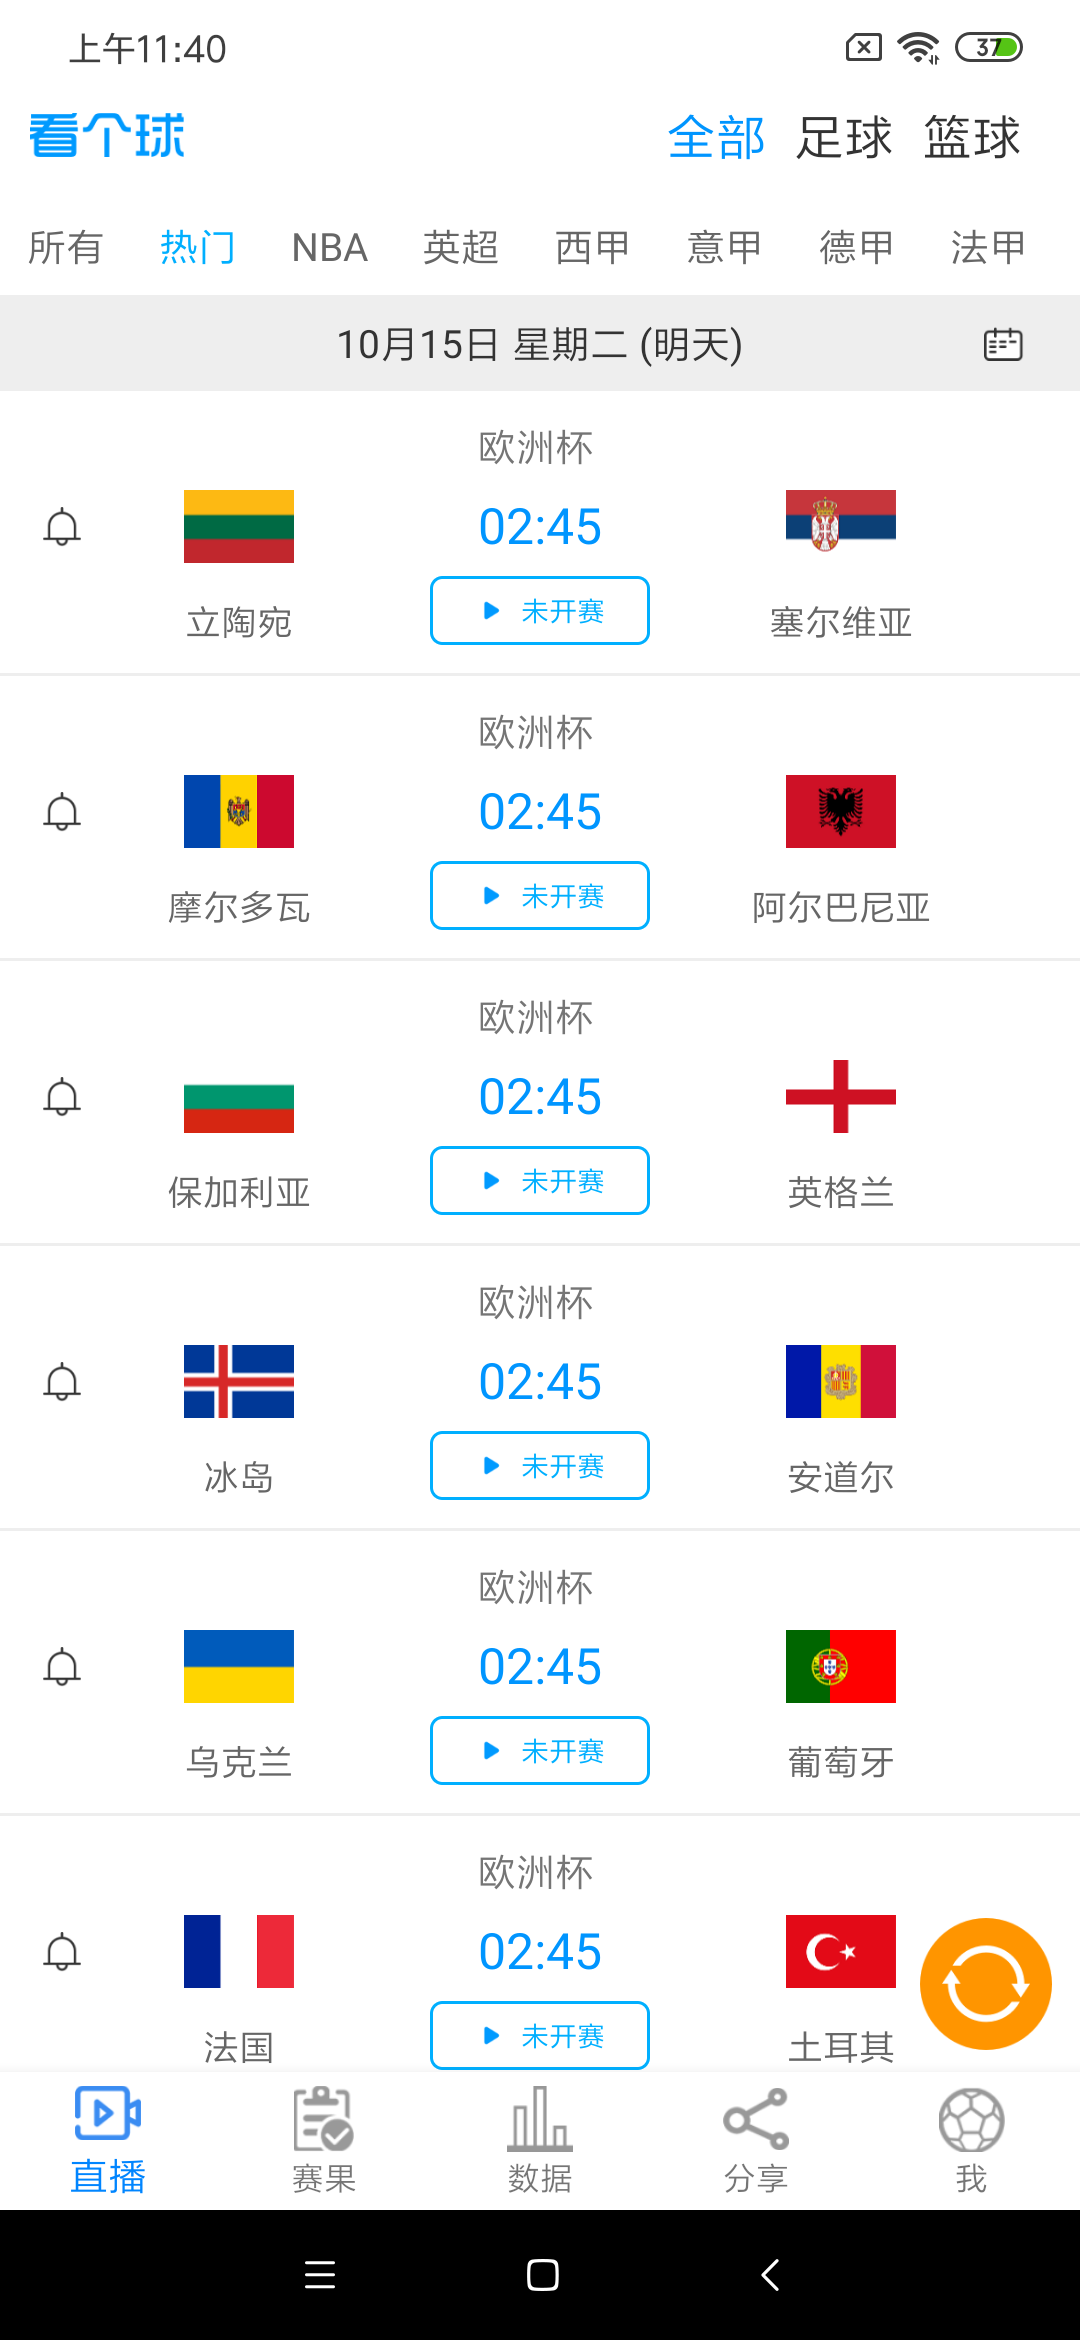 上午11:40
37
看个球
全部 足球 篮球
所有 热门 NBA 英超 西甲 意甲 德甲 法甲
10月15日 星期二 (明天)
欧洲杯
02:45
立陶宛 未开赛 塞尔维亚
欧洲杯
02:45
摩尔多瓦 未开赛 阿尔巴尼亚
欧洲杯
02:45
保加利亚 未开赛 英格兰
欧洲杯
02:45
冰岛 未开赛 安道尔
欧洲杯
02:45
乌克兰 未开赛 葡萄牙
欧洲杯
02:45
法国 未开赛 土耳其
直播 赛果 数据 分享 我